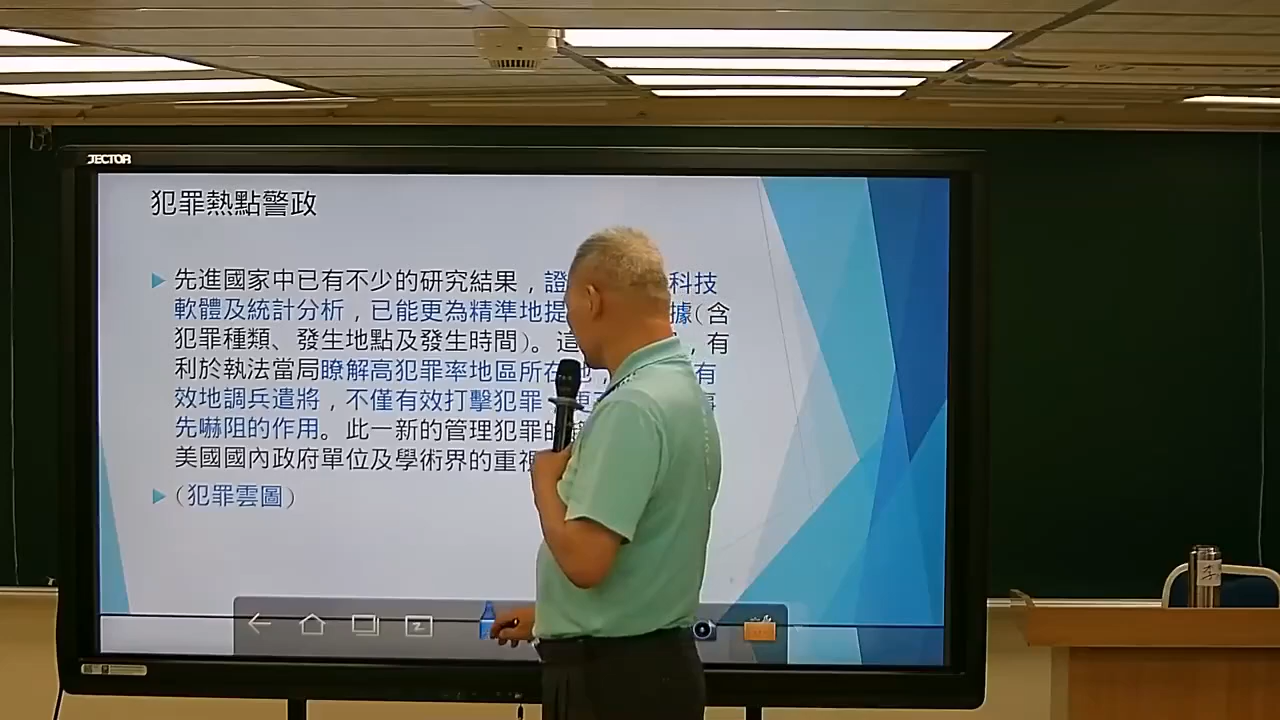 JECTOR
犯罪熱點警政
先進國家中已有不少的研究結果，證 科技
軟體及統計分析，已能更為精準地提 據(含
犯罪種類、發生地點及發生時間)。這 ，有
利於執法當局瞭解高犯罪率地區所在地， 有
效地調兵遣將，不僅有效打擊犯罪，更
先嚇阻的作用。此一新的管理犯罪的
美國國內政府單位及學術界的重視
(犯罪雲圖)
李